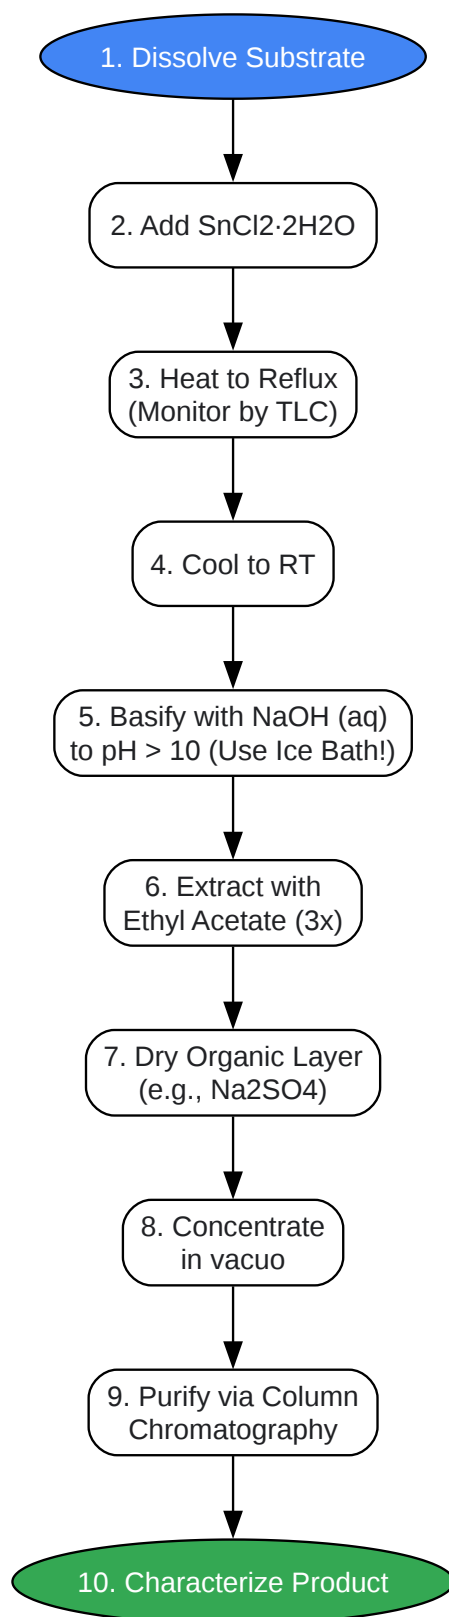 1. Dissolve Substrate
2. Add SnCl2·2H2O
3. Heat to Reflux
(Monitor by TLC)
4. Cool to RT
5. Basify with NaOH (aq)
to pH > 10 (Use Ice Bath!)
6. Extract with
Ethyl Acetate (3x)
7. Dry Organic Layer
(e.g., Na2SO4)
8. Concentrate
in vacuo
9. Purify via Column
Chromatography
10. Characterize Product